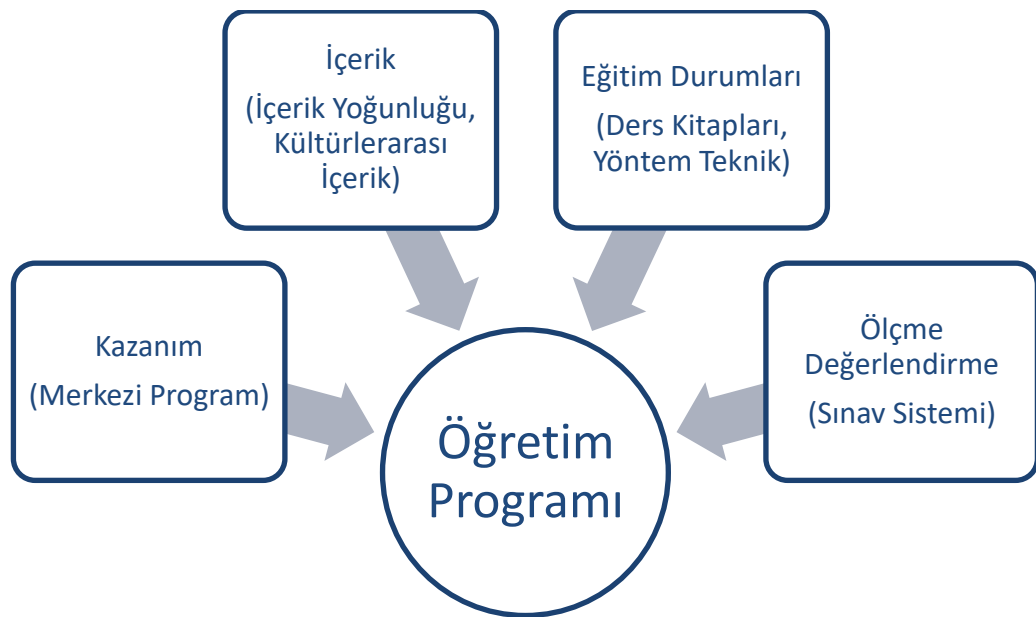 İçerik
(İçerik Yoğunluğu,
Kültürlerarası
İçerik)
Eğitim Durumları
(Ders Kitapları,
Yöntem Teknik)
Kazanım
(Merkezi Program)
Ölçme
Değerlendirme
(Sınav Sistemi)
Öğretim
Programı